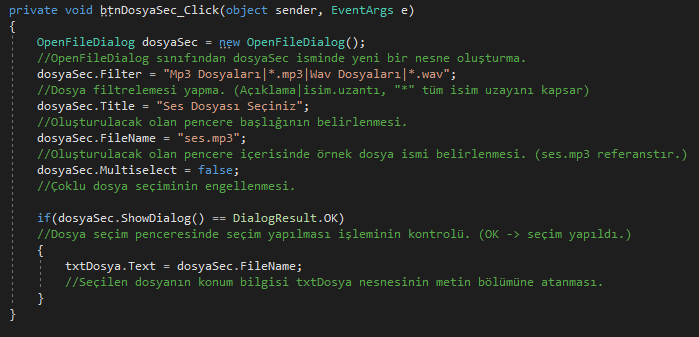 private void btnDosyaSec_Click(object sender, EventArgs e)
{
OpenFileDialog dosyaSec = new OpenFileDialog();
//OpenFileDialog sınıfından dosyaSec isminde yeni bir nesne oluşturma.
dosyaSec.Filter = "Mp3 Dosyaları|*.mp3|Wav Dosyaları|*.wav";
//Dosya filtrelemesi yapma. (Açıklama|isim.uzantı, "*" tüm isim uzayını kapsar)
dosyaSec.Title = "Ses Dosyası Seçiniz";
//Oluşturulacak olan pencere başlığının belirlenmesi.
dosyaSec.FileName = "ses.mp3";
//Oluşturulacak olan pencere içerisinde örnek dosya ismi belirlenmesi. (ses.mp3 referanstır.)
dosyaSec.Multiselect = false;
//Çoklu dosya seçiminin engellenmesi.
if(dosyaSec.ShowDialog() == DialogResult.OK)
//Dosya seçim penceresinde seçim yapılması işleminin kontrolü. (OK -> seçim yapıldı.)
{
txtDosya.Text = dosyaSec.FileName;
//Seçilen dosyanın konum bilgisi txtDosya nesnesinin metin bölümüne atanması.
}
}